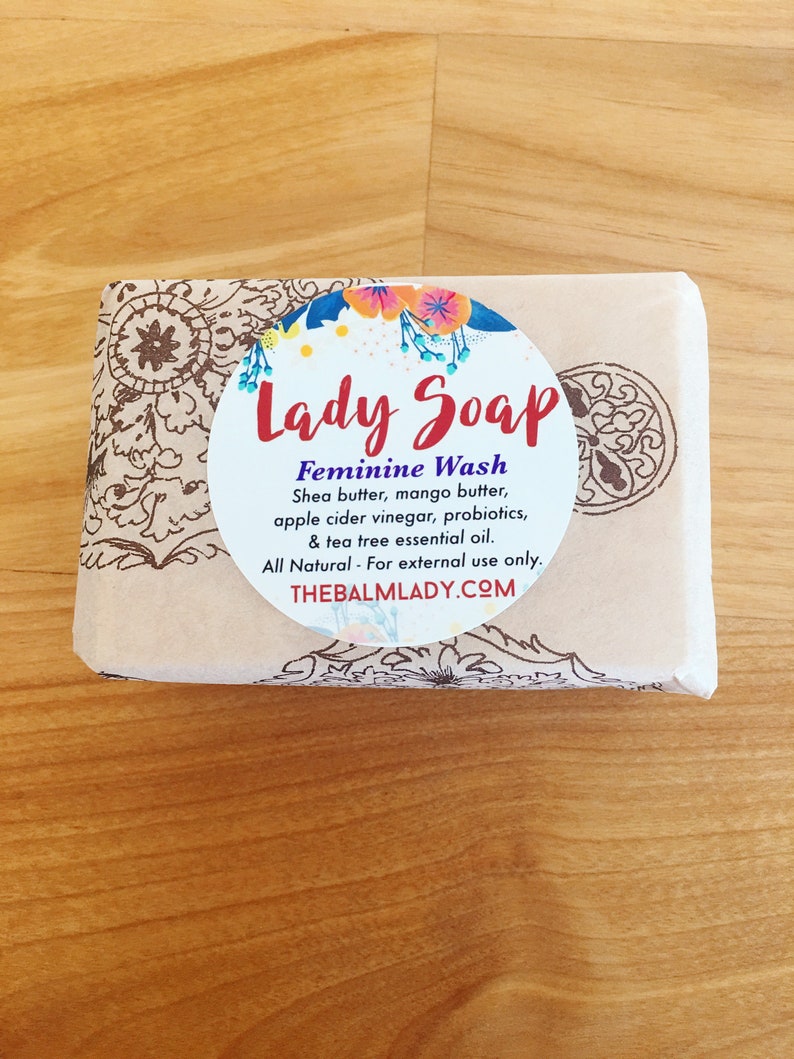 Lady Soap
Feminine Wash
Shea butter, mango butter,
apple cider vinegar, probiotics,
& tea tree essential oil.
All Natural - For external use only.
THEBALMLADY.COM